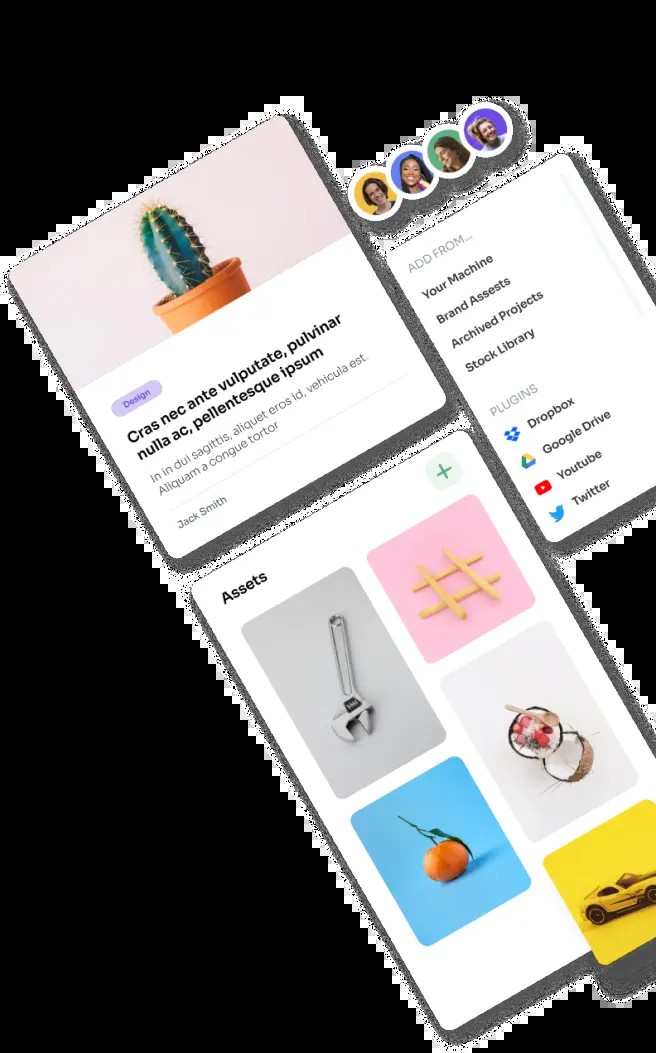 Design
Cras nec ante vulputate, pulvinar
nulla ac, pellentesque ipsum
In in dui sagittis, aliquet eros id, vehicula est.
Aliquam a congue tortor
Jack Smith
ADD FROM...
Your Machine
Brand Assests
Archived Projects
Stock Library
PLUGINS
Dropbox
Google Drive
Youtube
Twitter
Assets